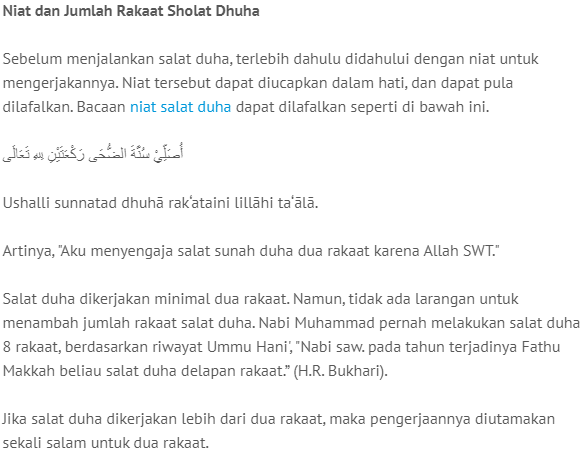 Niat dan Jumlah Rakaat Sholat Dhuha
Sebelum menjalankan salat duha, terlebih dahulu didahului dengan niat untuk
mengerjakannya. Niat tersebut dapat diucapkan dalam hati, dan dapat pula
dilafalkan. Bacaan niat salat duha dapat dilafalkan seperti di bawah ini.
أُصَلِّيْ سُنَّةَ الضُّحَى رَكْعَتَيْنِ لِلهِ تَعَالَى
Ushalli sunnatad dhuhā rak‘ataini lillāhi ta‘ālā.
Artinya, "Aku menyengaja salat sunah duha dua rakaat karena Allah SWT."
Salat duha dikerjakan minimal dua rakaat. Namun, tidak ada larangan untuk
menambah jumlah rakaat salat duha. Nabi Muhammad pernah melakukan salat duha
8 rakaat, berdasarkan riwayat Ummu Hani', "Nabi saw. pada tahun terjadinya Fathu
Makkah beliau salat duha delapan rakaat.” (H.R. Bukhari).
Jika salat duha dikerjakan lebih dari dua rakaat, maka pengerjaannya diutamakan
sekali salam untuk dua rakaat.